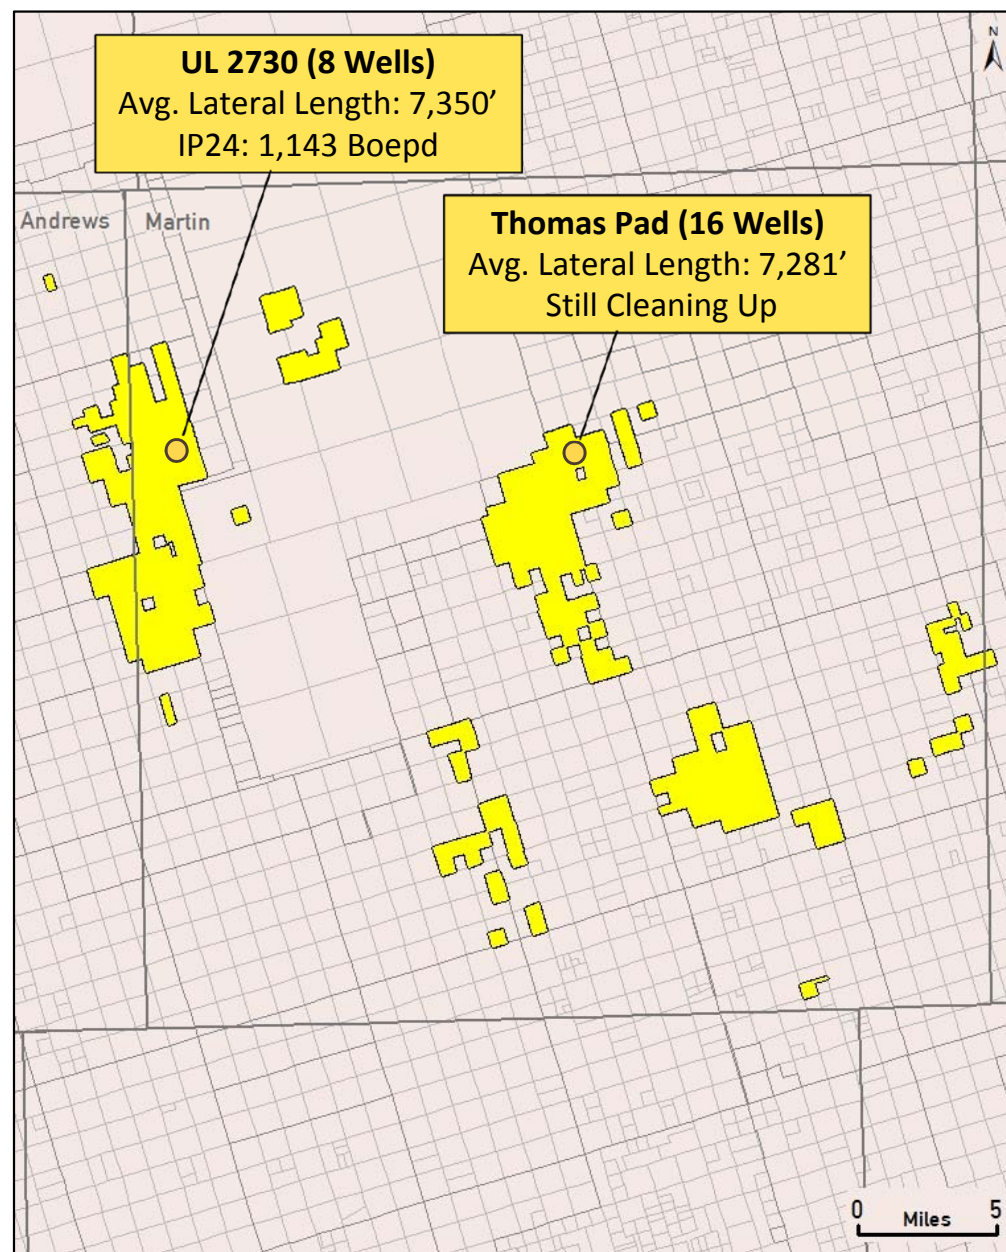 N
UL 2730 (8 Wells)
Avg. Lateral Length: 7,350’
IP24: 1,143 Boepd
Andrews
Martin
Thomas Pad (16 Wells)
Avg. Lateral Length: 7,281’
Still Cleaning Up
0 Miles 5